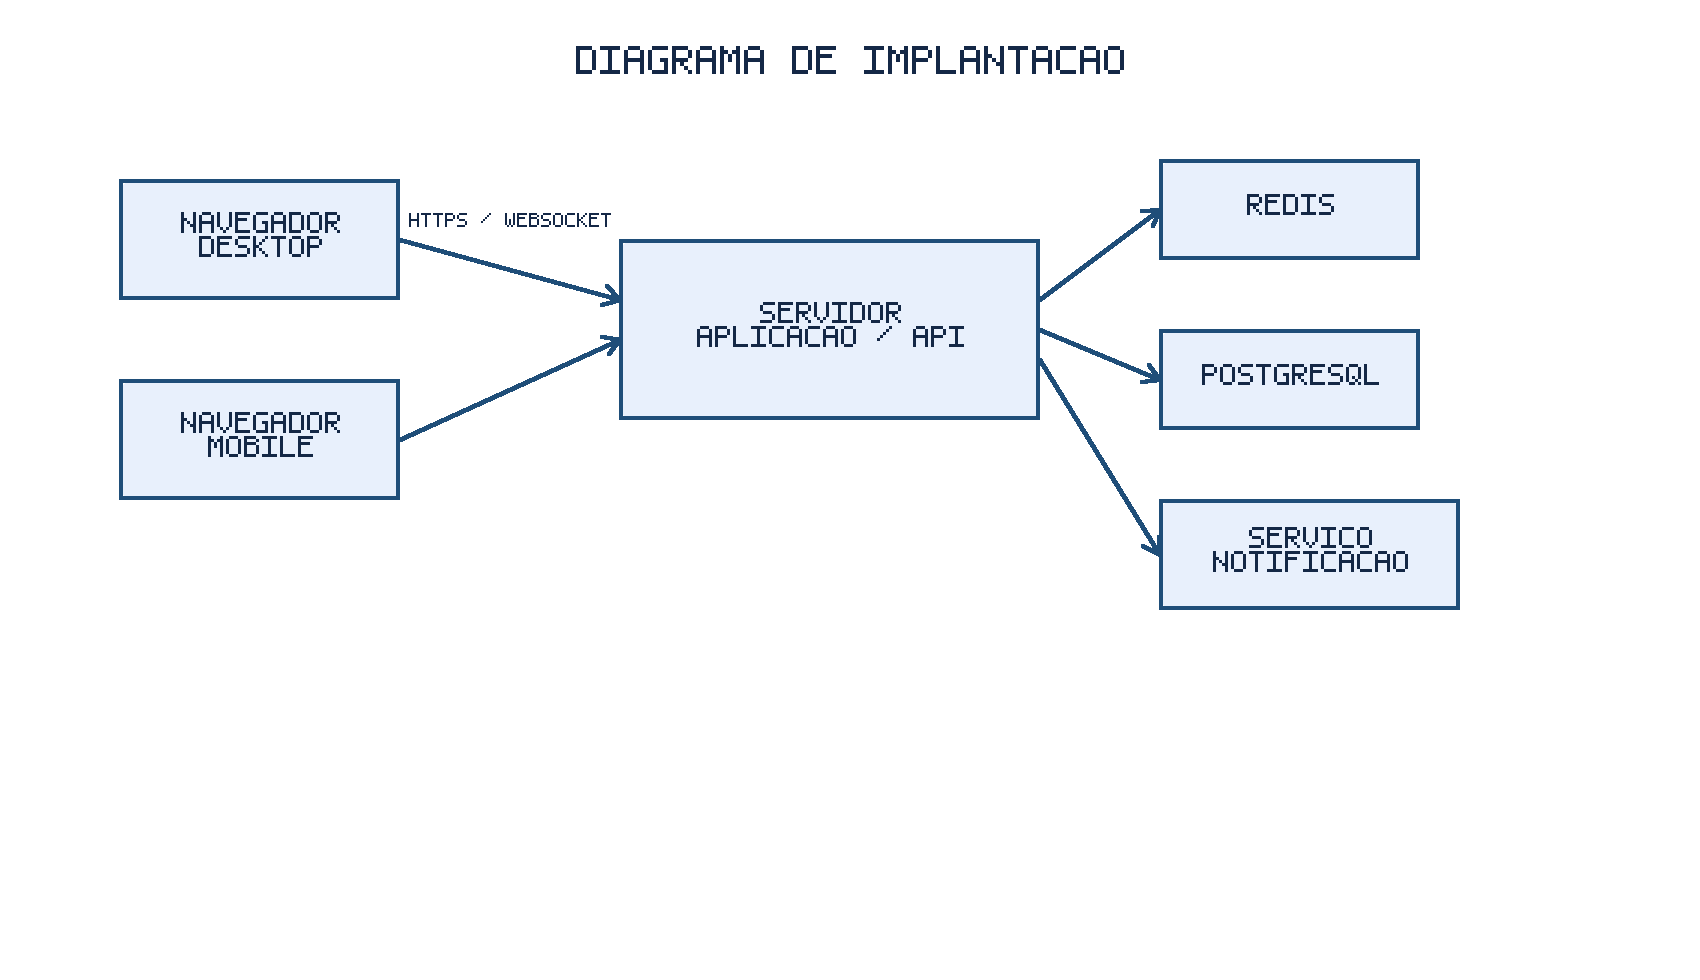 DIAGRAMA DE IMPLANTACAO
NAVEGADOR
DESKTOP
HTTPS / WEBSOCKET
NAVEGADOR
MOBILE
SERVIDOR
APLICACAO / API
REDIS
POSTGRESQL
SERVICO
NOTIFICACAO